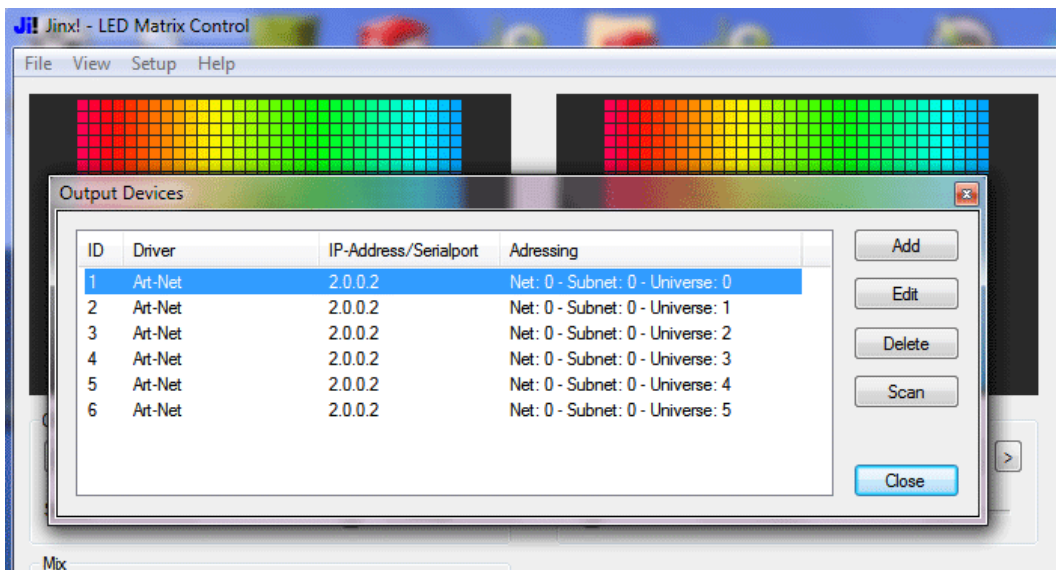 Ji! Jinx! - LED Matrix Control
File View Setup Help
Output Devices
ID Driver IP-Address/Serialport Adressing
1 Art-Net 2.0.0.2 Net: 0 - Subnet: 0 - Universe: 0
2 Art-Net 2.0.0.2 Net: 0 - Subnet: 0 - Universe: 1
3 Art-Net 2.0.0.2 Net: 0 - Subnet: 0 - Universe: 2
4 Art-Net 2.0.0.2 Net: 0 - Subnet: 0 - Universe: 3
5 Art-Net 2.0.0.2 Net: 0 - Subnet: 0 - Universe: 4
6 Art-Net 2.0.0.2 Net: 0 - Subnet: 0 - Universe: 5
Add
Edit
Delete
Scan
Close
>
Mix